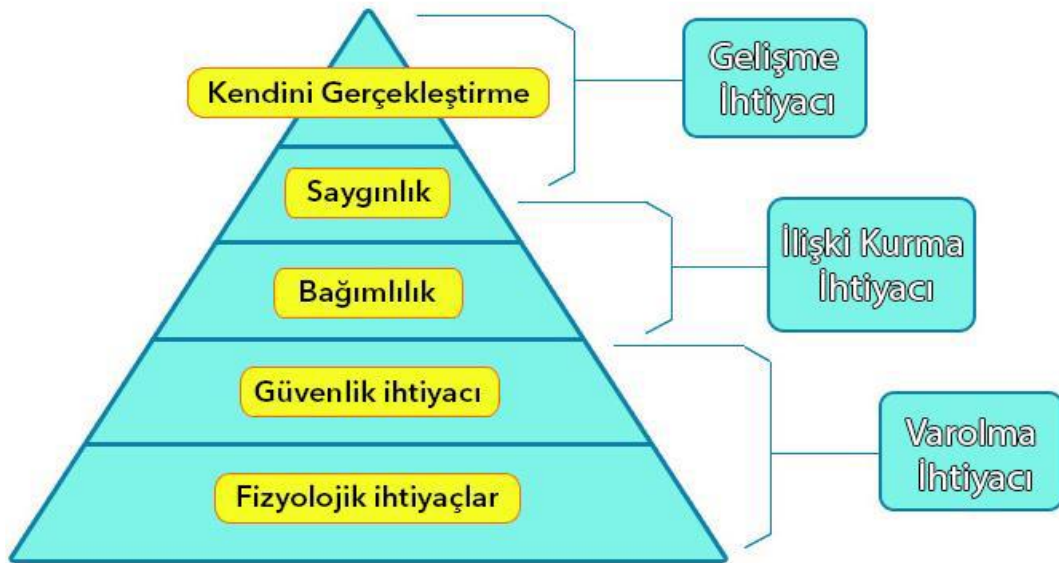 Kendini Gerçekleştirme
Saygınlık
Bağımlılık
Güvenlik ihtiyacı
Fizyolojik ihtiyaçlar
Gelişme
İhtiyacı
İlişki Kurma
İhtiyacı
Varolma
İhtiyacı